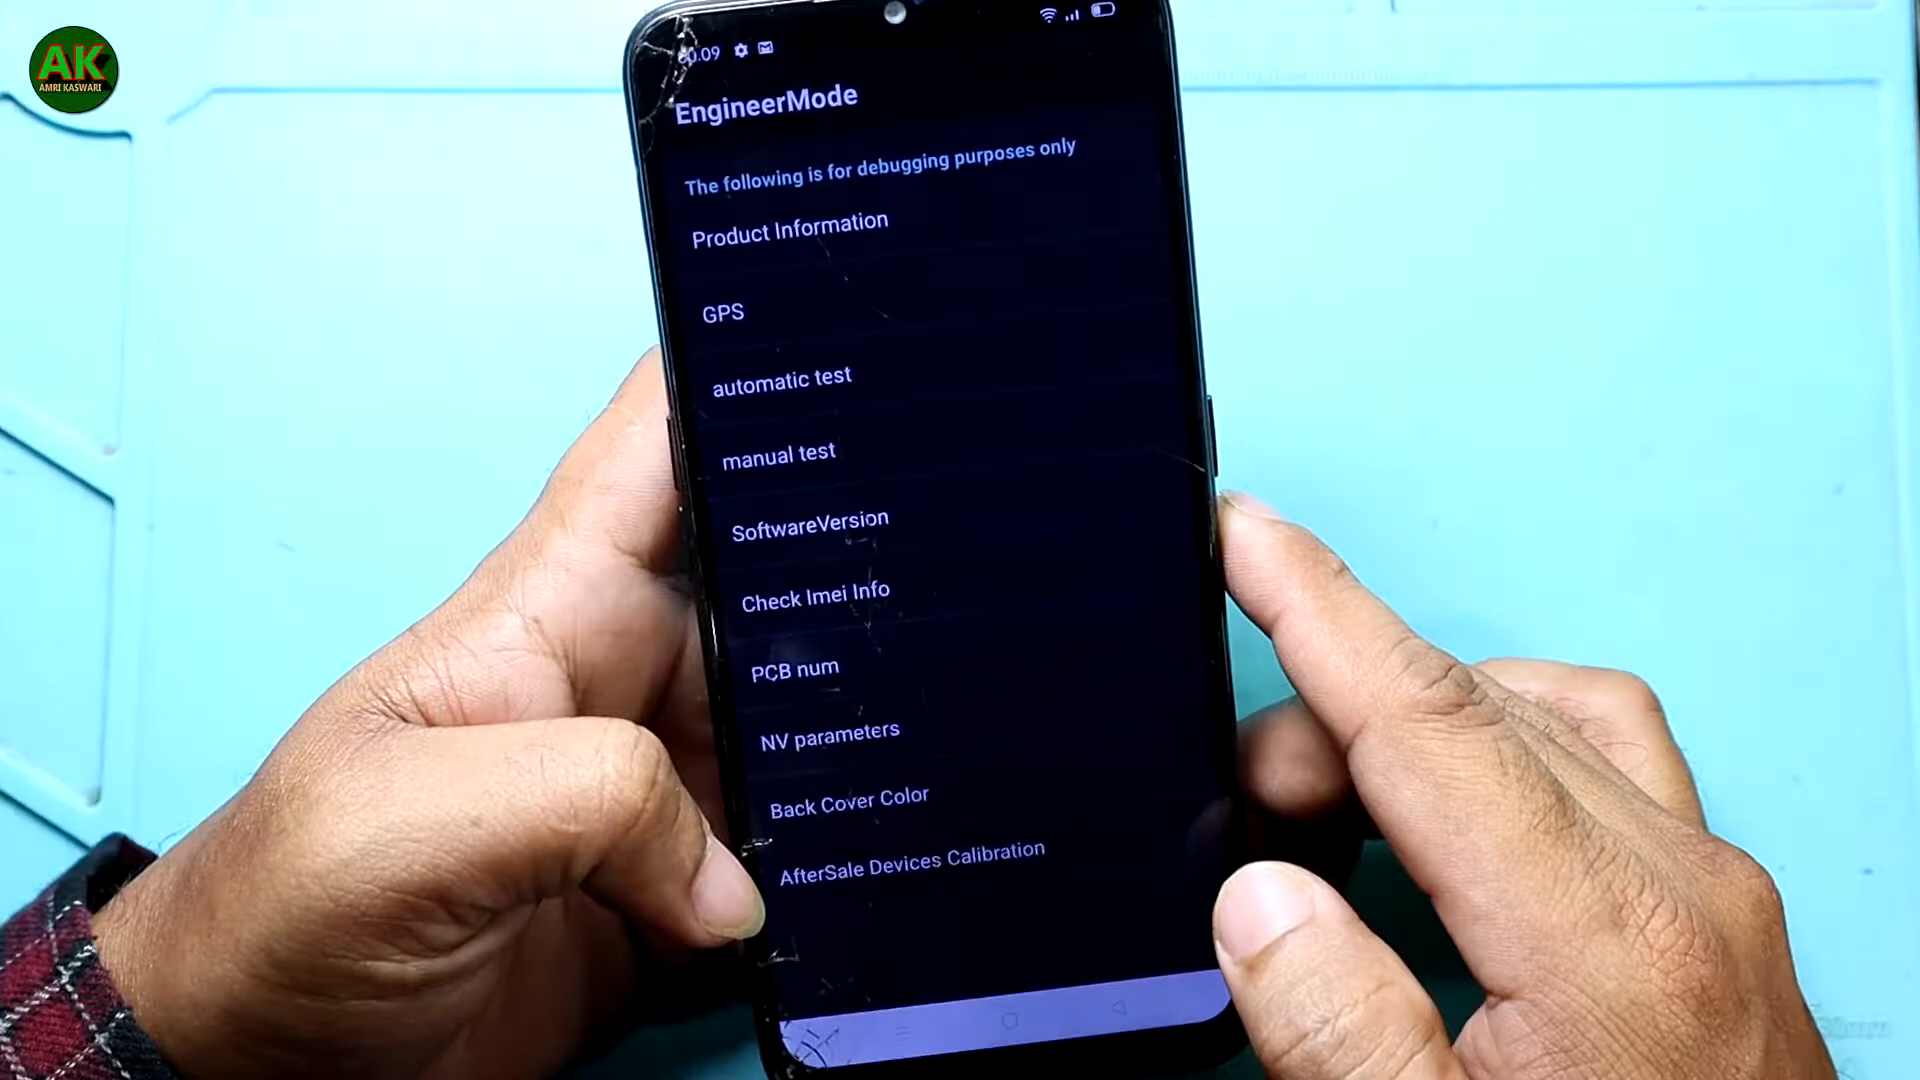 AK
AMRI KASWARI
EngineerMode
The following is for debugging purposes only
Product Information
GPS
automatic test
manual test
SoftwareVersion
Check Imei Info
PCB num
NV parameters
Back Cover Color
AfterSale Devices Calibration